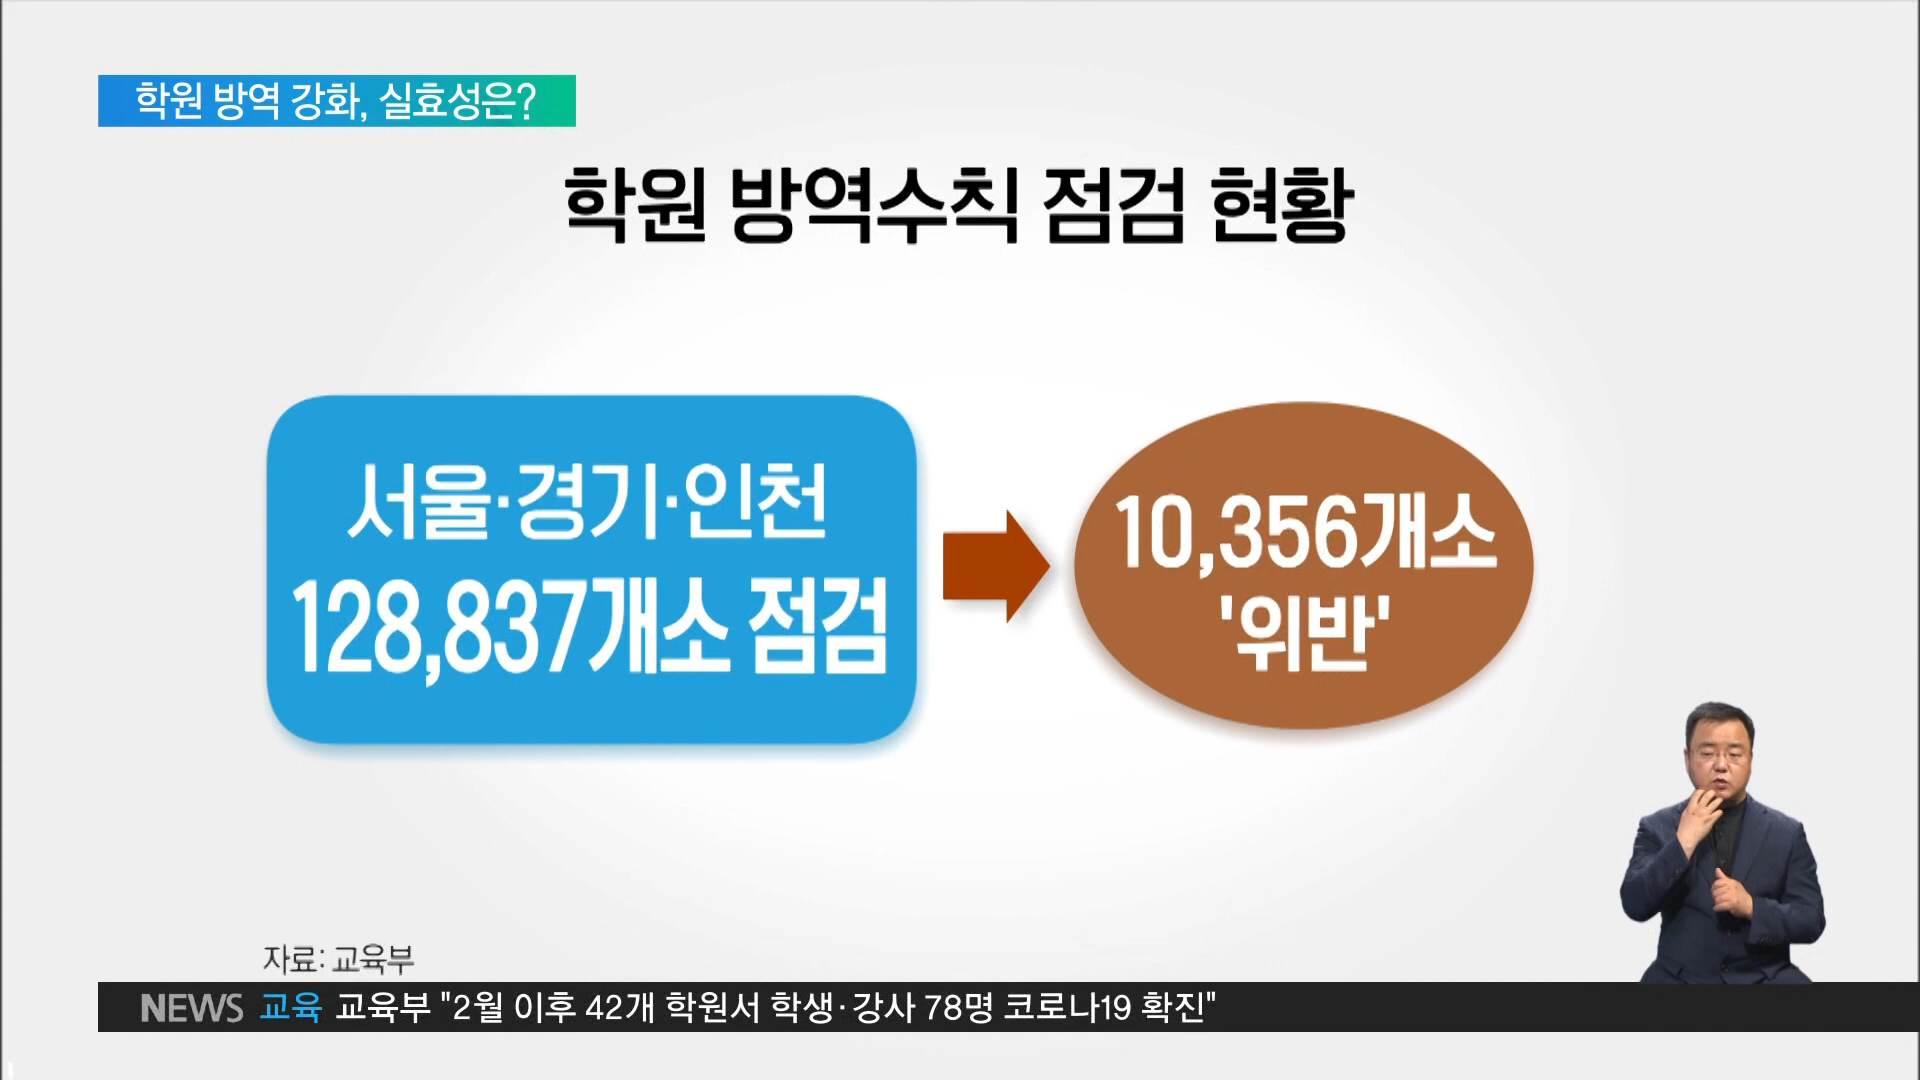 학원 방역 강화, 실효성은?
학원 방역수칙 점검 현황
서울·경기·인천
128,837개소 점검
10,356개소
'위반'
자료: 교육부
NEWS 교육 교육부 "2월 이후 42개 학원서 학생·강사 78명 코로나19 확진"